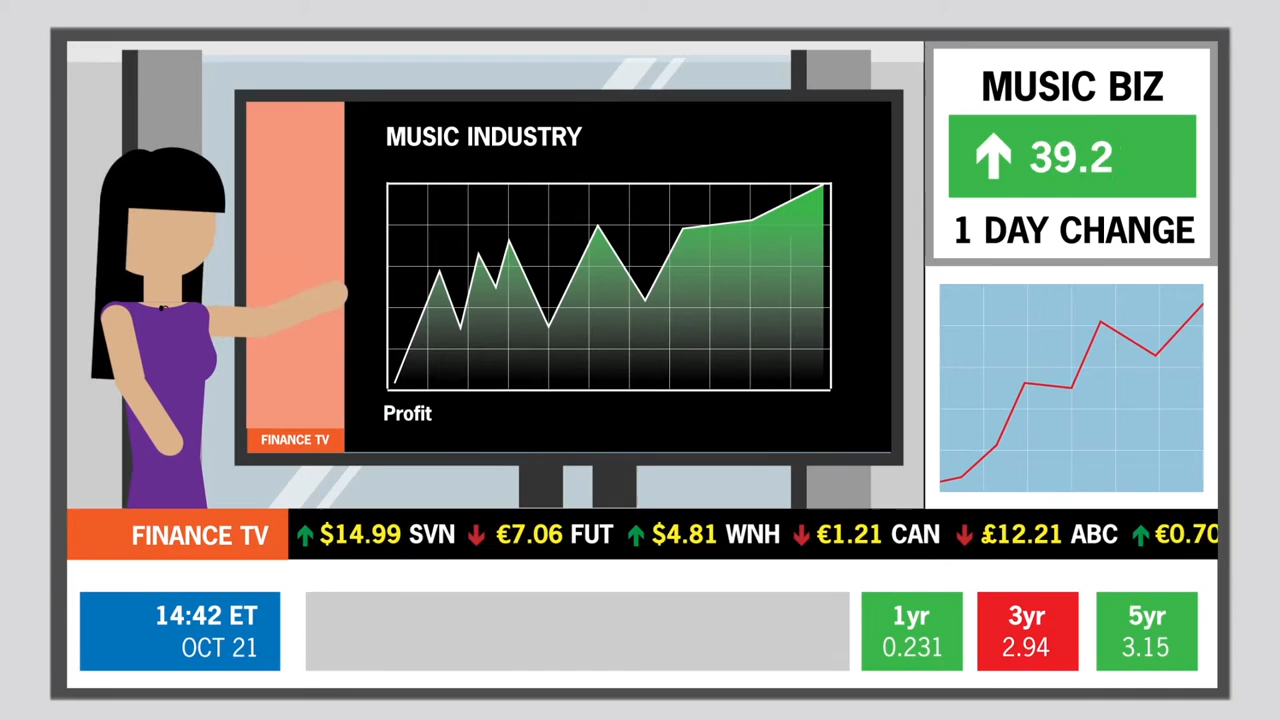 MUSIC INDUSTRY
Profit
FINANCE TV
MUSIC BIZ
39.2
1 DAY CHANGE
FINANCE TV
$14.99 SVN €7.06 FUT $4.81 WNH €1.21 CAN £12.21 ABC €0.70
14:42 ET
OCT 21
1yr
0.231
3yr
2.94
5yr
3.15